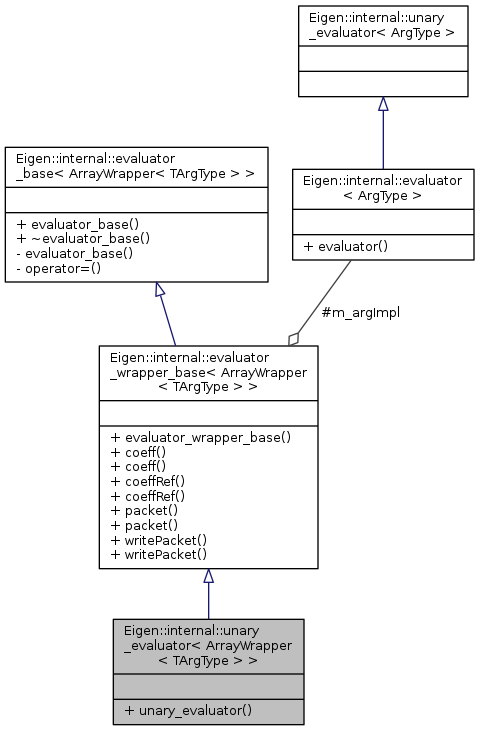 Eigen::internal::unary
_evaluator< ArgType >
Eigen::internal::evaluator
_base< ArrayWrapper< TArgType > >
+ evaluator_base()
+ ~evaluator_base()
- evaluator_base()
- operator=()
Eigen::internal::evaluator
< ArgType >
+ evaluator()
#m_argImpl
Eigen::internal::evaluator
_wrapper_base< ArrayWrapper
< TArgType > >
+ evaluator_wrapper_base()
+ coeff()
+ coeff()
+ coeffRef()
+ coeffRef()
+ packet()
+ packet()
+ writePacket()
+ writePacket()
Eigen::internal::unary
_evaluator< ArrayWrapper
< TArgType > >
+ unary_evaluator()